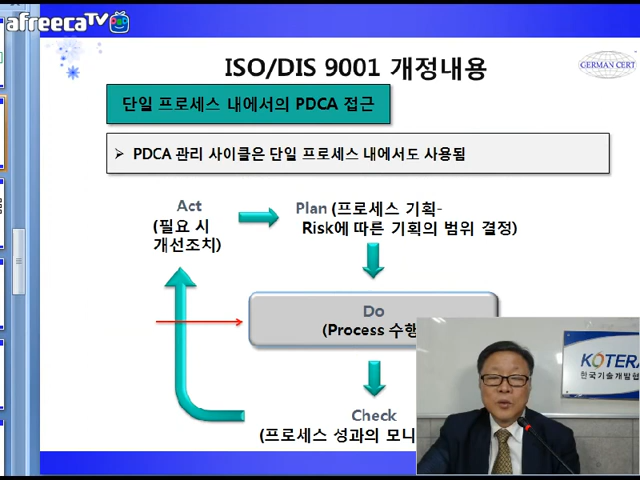 afreecaTV
ISO/DIS 9001 개정내용
GERMAN CERT
단일 프로세스 내에서의 PDCA 접근
➢ PDCA 관리 사이클은 단일 프로세스 내에서도 사용됨
Act
(필요 시
개선조치)
Plan (프로세스 기획-
Risk에 따른 기획의 범위 결정)
Do
(Process 수행
Check
(프로세스 성과의 모니
KOTERA
한국기술개발협